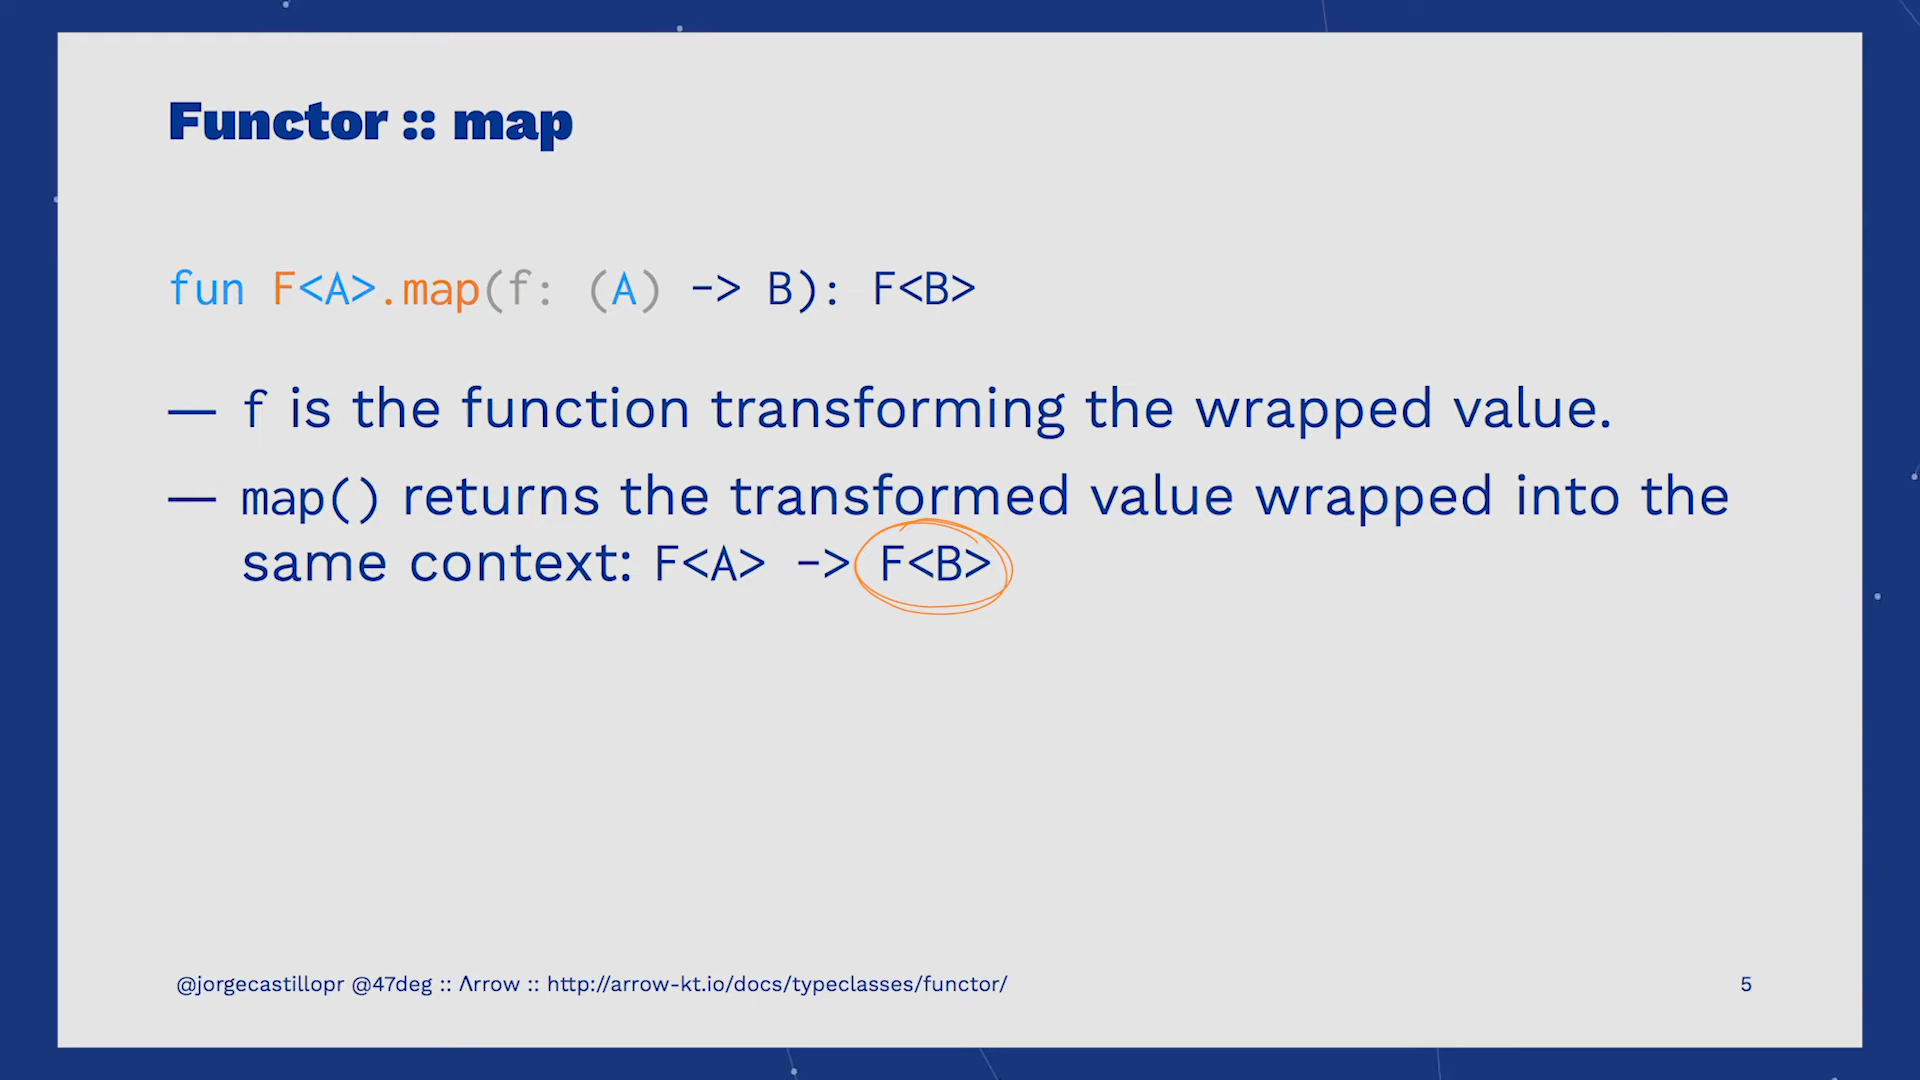 Functor :: map
fun F<A>.map(f: (A) -> B): F<B>
— f is the function transforming the wrapped value.
— map() returns the transformed value wrapped into the
same context: F<A> -> F<B>
@jorgecastillopr @47deg :: Λrrow :: http://arrow-kt.io/docs/typeclasses/functor/
5